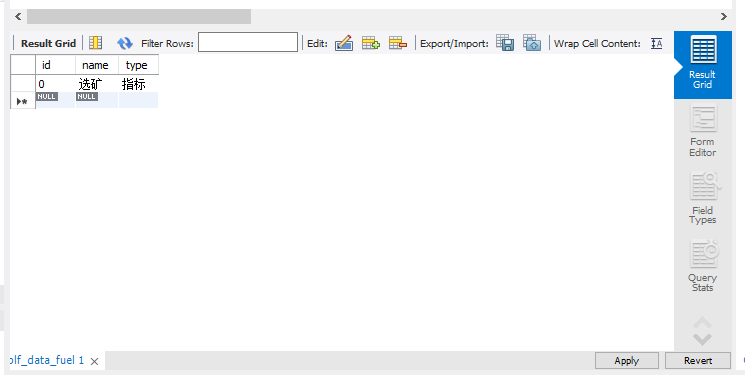 Result Grid Filter Rows: Edit: Export/Import: Wrap Cell Content:
id name type
0 选矿 指标
NULL NULL
Result
Grid
Form
Editor
Field
Types
Query
Stats
olf_data_fuel 1
Apply Revert